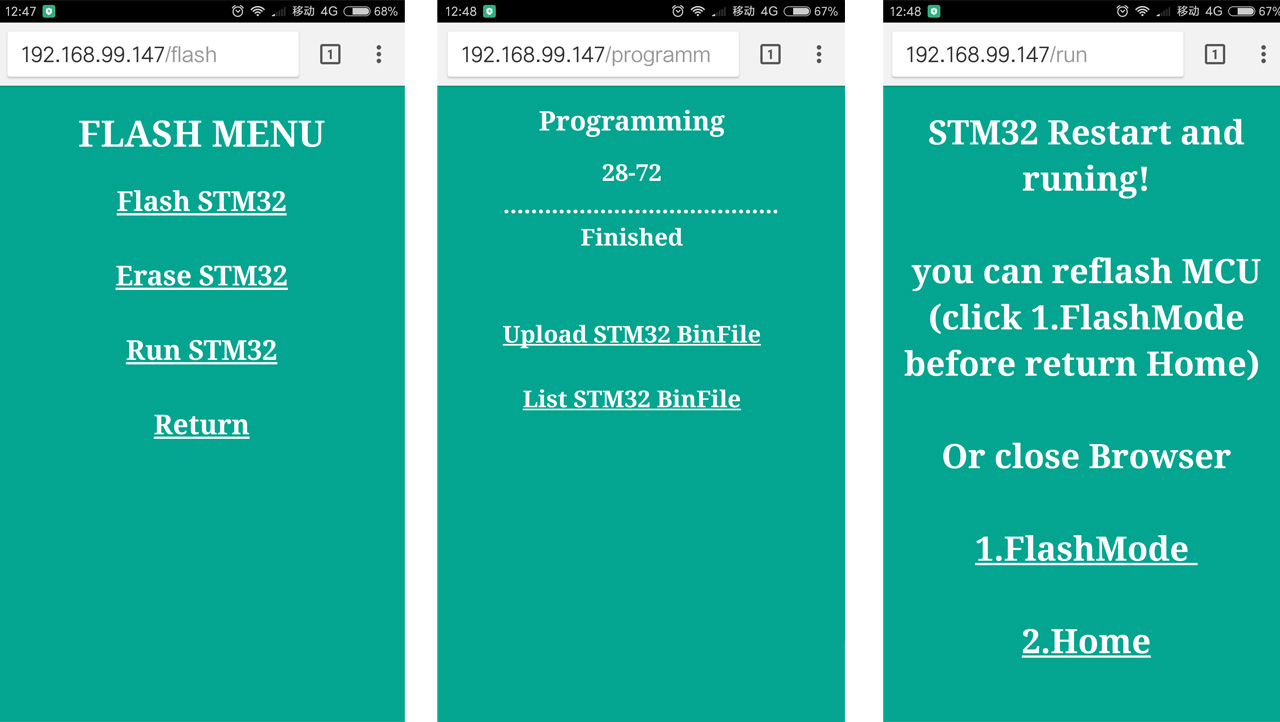 12:47 移动 4G 68%
192.168.99.147/flash 1
FLASH MENU
Flash STM32
Erase STM32
Run STM32
Return
12:48 移动 4G 67%
192.168.99.147/programm 1
Programming
28-72
........................................
Finished
Upload STM32 BinFile
List STM32 BinFile
12:48 移动 4G 67%
192.168.99.147/run 1
STM32 Restart and
runing!
you can reflash MCU
(click 1.FlashMode
before return Home)
Or close Browser
1.FlashMode
2.Home